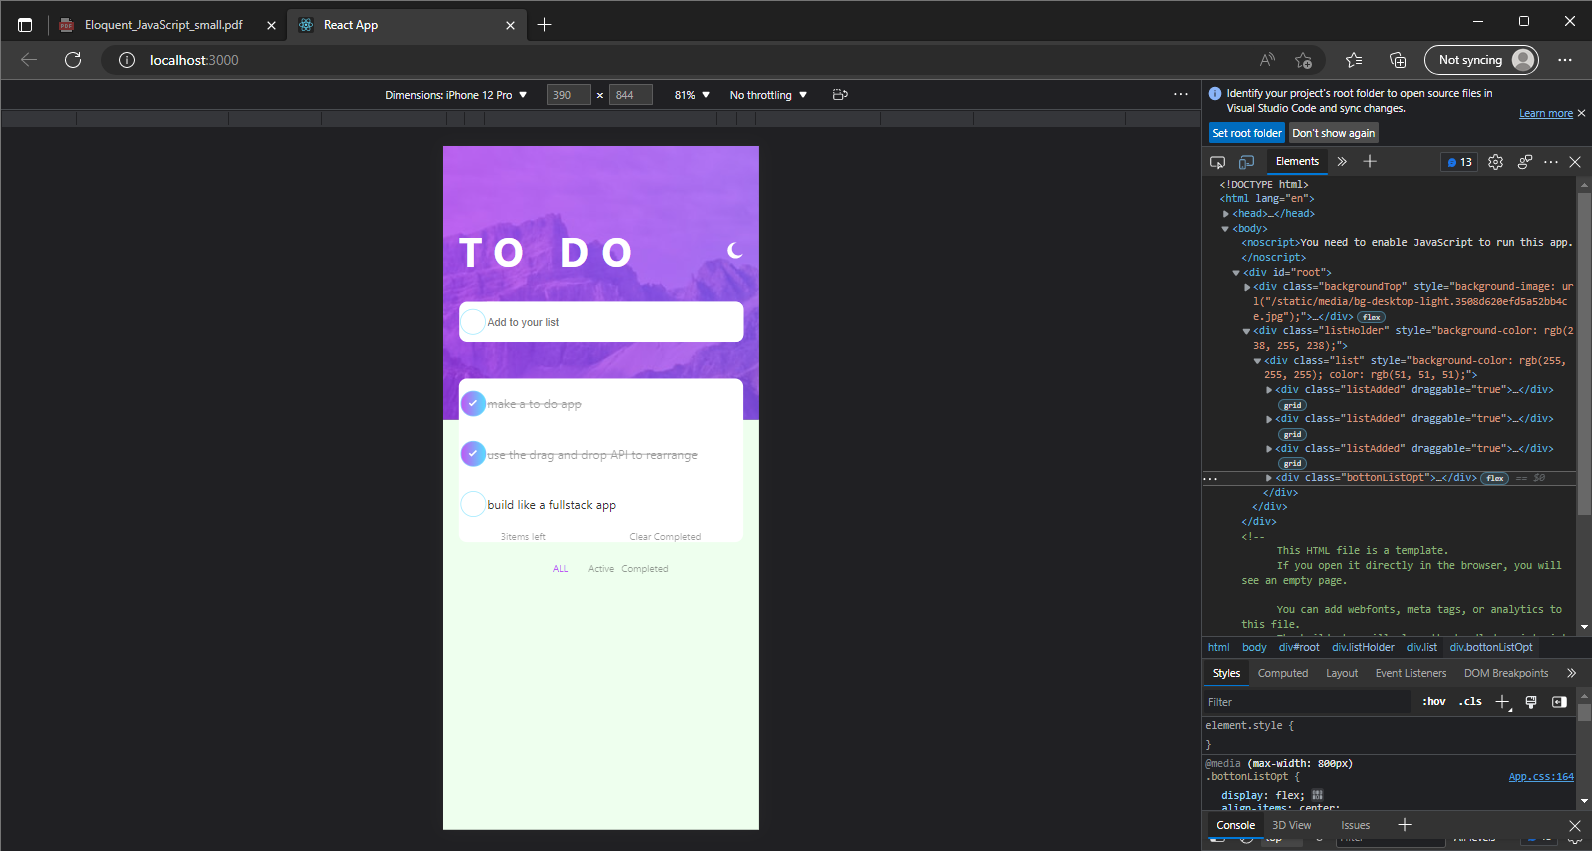 Eloquent_JavaScript_small.pdf
React App
localhost:3000
Not syncing
Dimensions: iPhone 12 Pro
390 × 844
81%
No throttling
TO DO
Add to your list
make a to do app
use the drag and drop API to rearrange
build like a fullstack app
3items left
Clear Completed
ALL Active Completed
Identify your project's root folder to open source files in
Visual Studio Code and sync changes.
Learn more
Set root folder
Don't show again
Elements
13
<!DOCTYPE html>
<html lang="en">
<head>…</head>
<body>
<noscript>You need to enable JavaScript to run this app.
</noscript>
<div id="root">
<div class="backgroundTop" style="background-image: ur
l("/static/media/bg-desktop-light.3508d620efd5a52bb4c
e.jpg");">…</div> flex
<div class="listHolder" style="background-color: rgb(2
38, 255, 238);">
<div class="list" style="background-color: rgb(255,
255, 255); color: rgb(51, 51, 51);">
<div class="listAdded" draggable="true">…</div>
grid
<div class="listAdded" draggable="true">…</div>
grid
<div class="listAdded" draggable="true">…</div>
grid
<div class="bottonListOpt">…</div> flex == $0
</div>
</div>
</div>
<!--
This HTML file is a template.
If you open it directly in the browser, you will
see an empty page.
You can add webfonts, meta tags, or analytics to
this file.
html body div#root div.listHolder div.list div.bottonListOpt
Styles Computed Layout Event Listeners DOM Breakpoints
Filter
:hov .cls
element.style {
}
@media (max-width: 800px)
.bottonListOpt {
App.css:164
display: flex;
align-items: center;
Console 3D View Issues